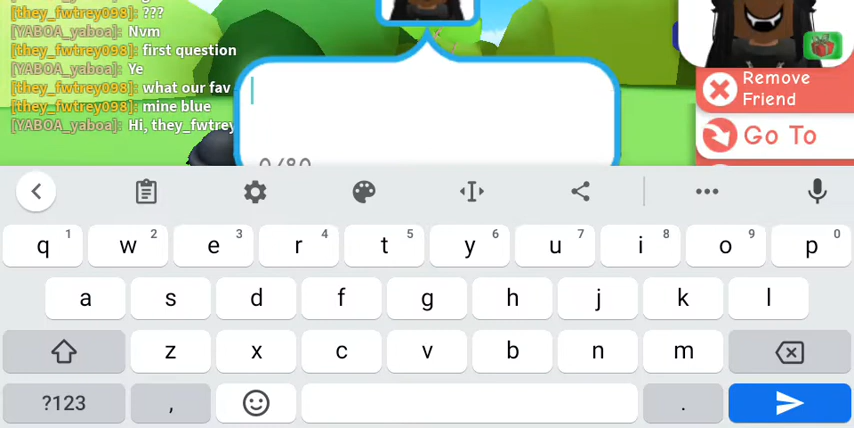 [they_fwtrey098]: ???
[YABOA_yaboa]: Nvm
[they_fwtrey098]: first question
[YABOA_yaboa]: Ye
[they_fwtrey098]: what our fav
[they_fwtrey098]: mine blue
[YABOA_yaboa]: Hi, they_fwtrey
0/80
Remove
Friend
Go To
q 1 w 2 e 3 r 4 t 5 y 6 u 7 i 8 o 9 p 0
a s d f g h j k l
z x c v b n m
?123 , .